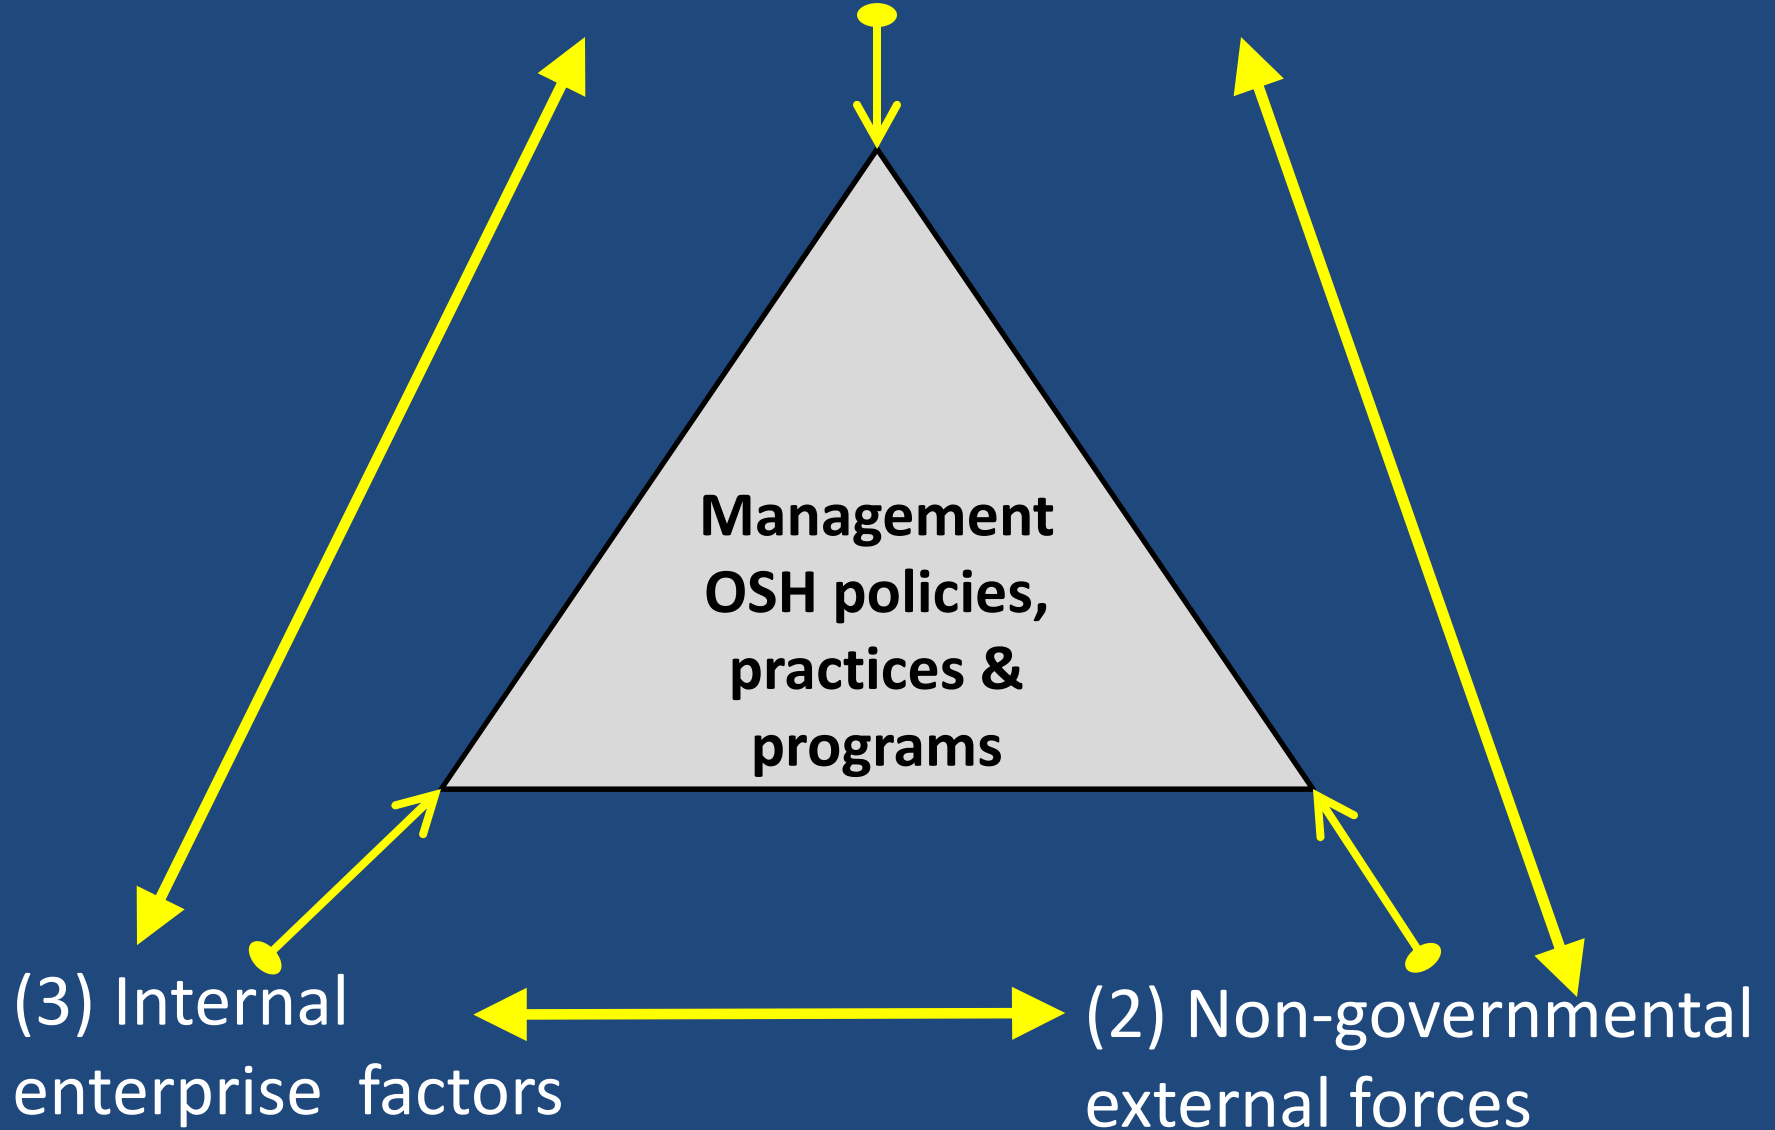 Management
OSH policies,
practices &
programs
(3) Internal
enterprise factors
(2) Non-governmental
external forces